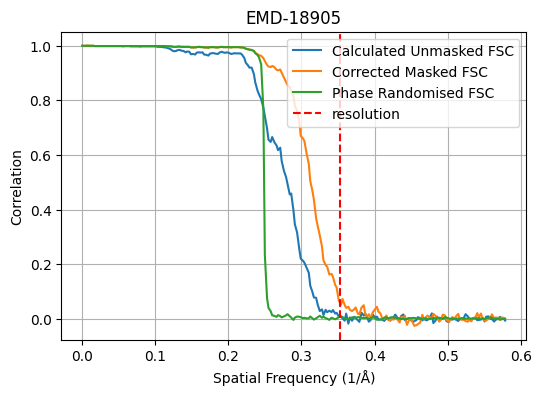 EMD-18905
Calculated Unmasked FSC
Corrected Masked FSC
Phase Randomised FSC
resolution
Correlation
1.0
0.8
0.6
0.4
0.2
0.0
0.0 0.1 0.2 0.3 0.4 0.5 0.6
Spatial Frequency (1/Å)